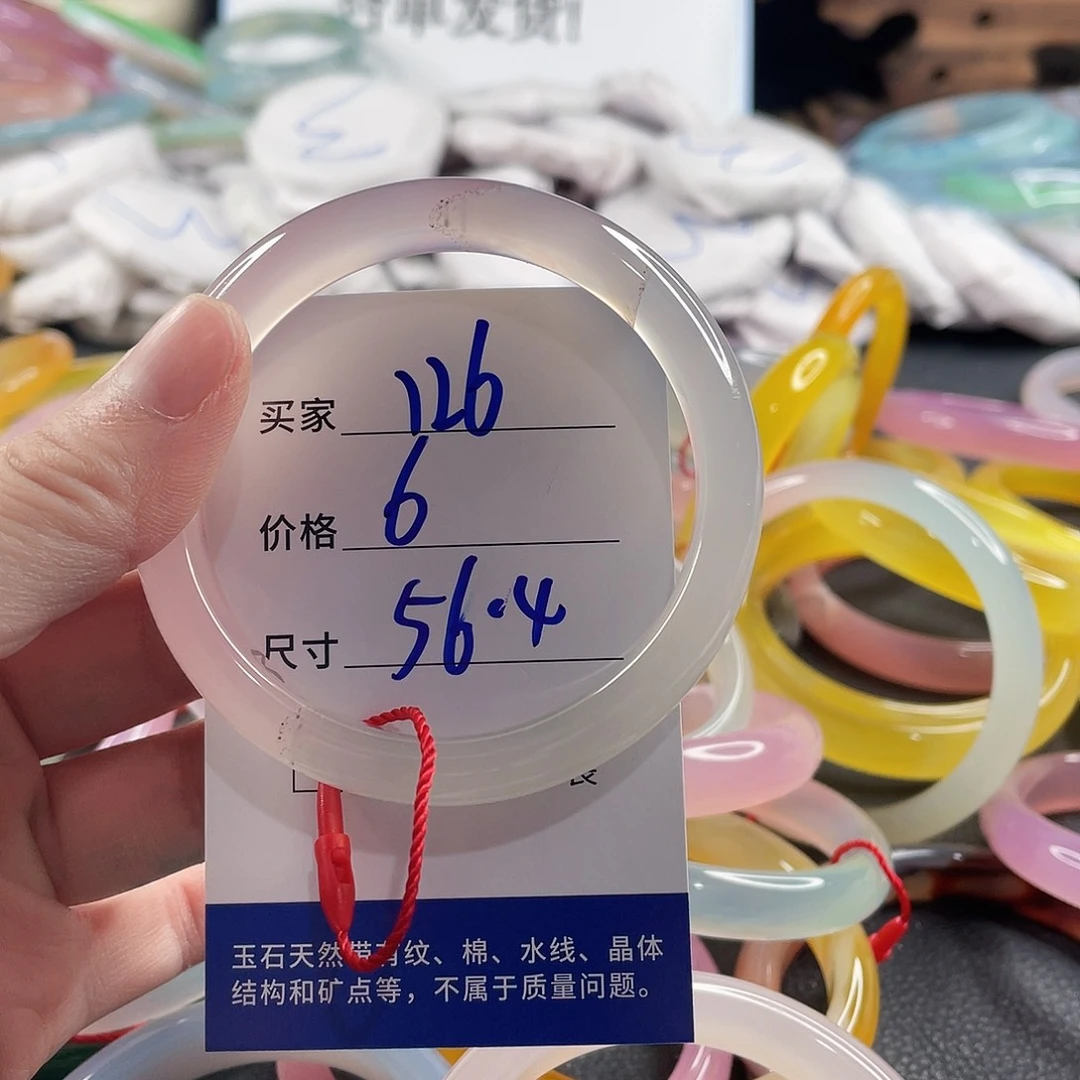 买家 126
价格 6
尺寸 56.4
玉石天然带有纹、棉、水线、晶体
结构和矿点等，不属于质量问题。